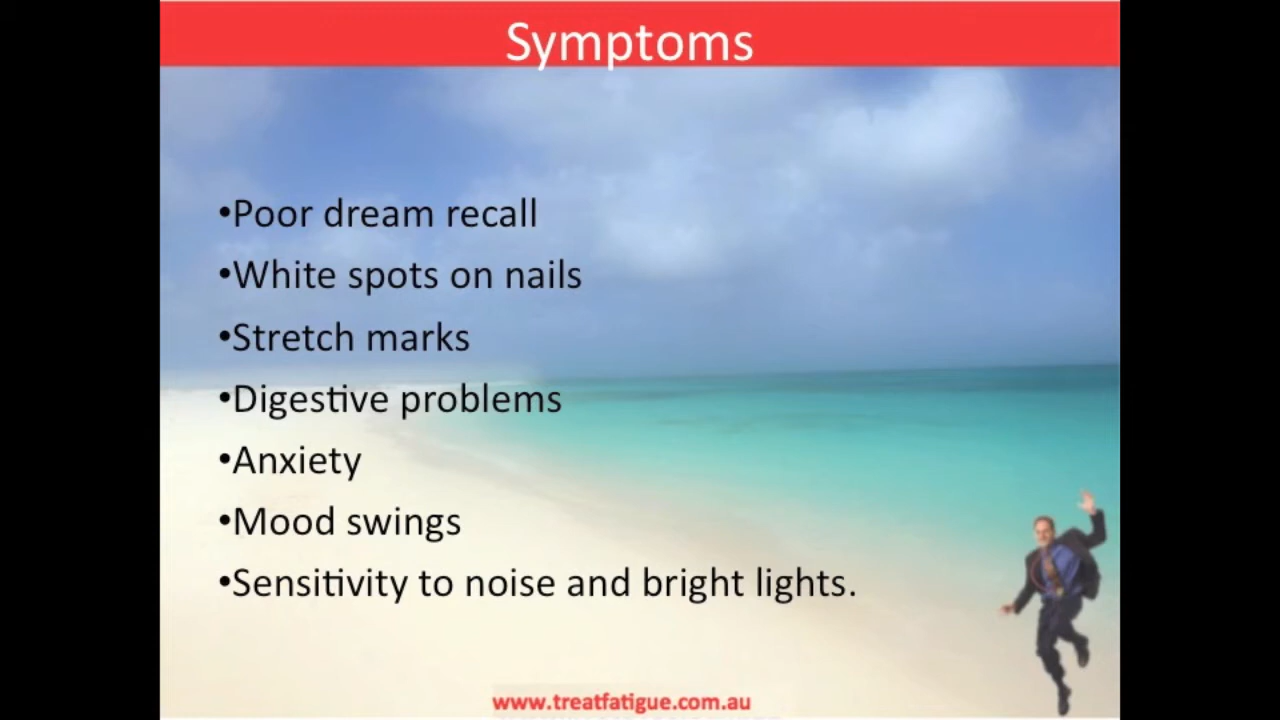 Symptoms
•Poor dream recall
•White spots on nails
•Stretch marks
•Digestive problems
•Anxiety
•Mood swings
•Sensitivity to noise and bright lights.
www.treatfatigue.com.au